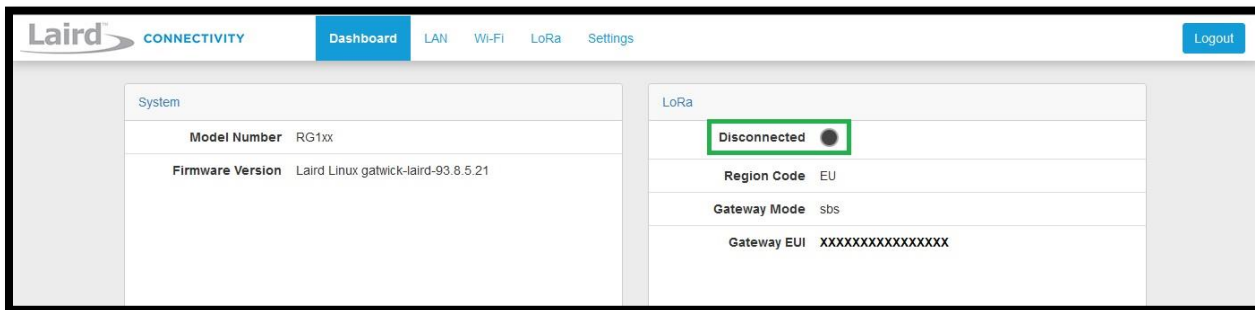 Laird CONNECTIVITY Dashboard LAN Wi-Fi LoRa Settings Logout
System
Model Number RG1xx
Firmware Version Laird Linux gatwick-laird-93.8.5.21
LoRa
Disconnected
Region Code EU
Gateway Mode sbs
Gateway EUI XXXXXXXXXXXXXXXX